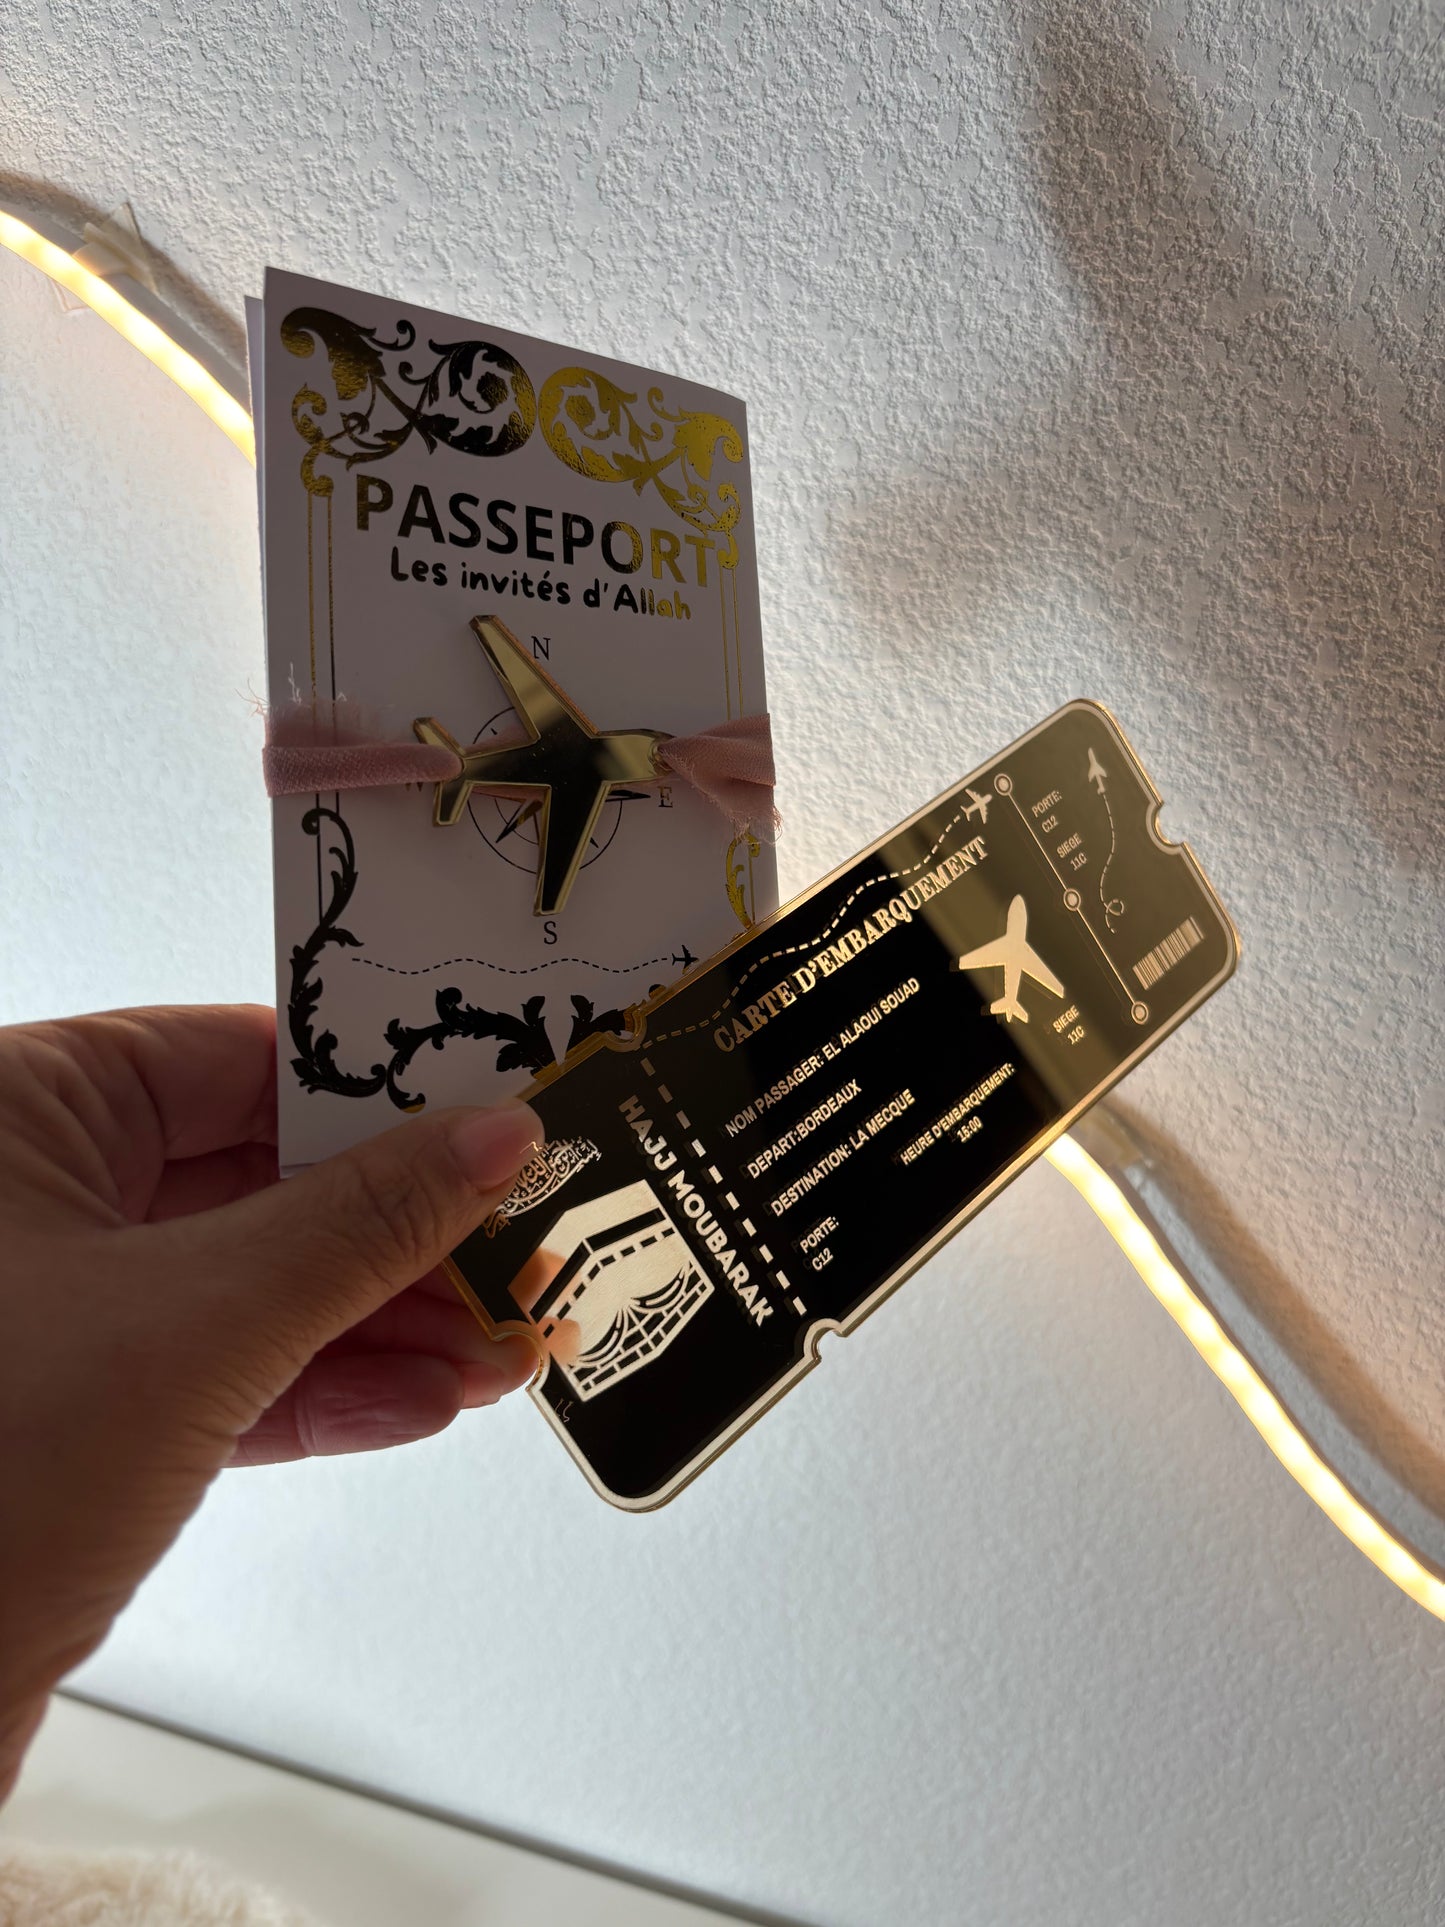 PASSEPORT
Les invités d'Allah
N
E
S
CARTE D'EMBARQUEMENT
NOM PASSAGER: EL ALAOUI SOUAD
DEPART:BORDEAUX
DESTINATION: LA MECQUE
HEURE D'EMBARQUEMENT:
15:00
PORTE:
C12
SIEGE
11C
PORTE:
C12
SIEGE
11C
HAJJ MOUBARAK